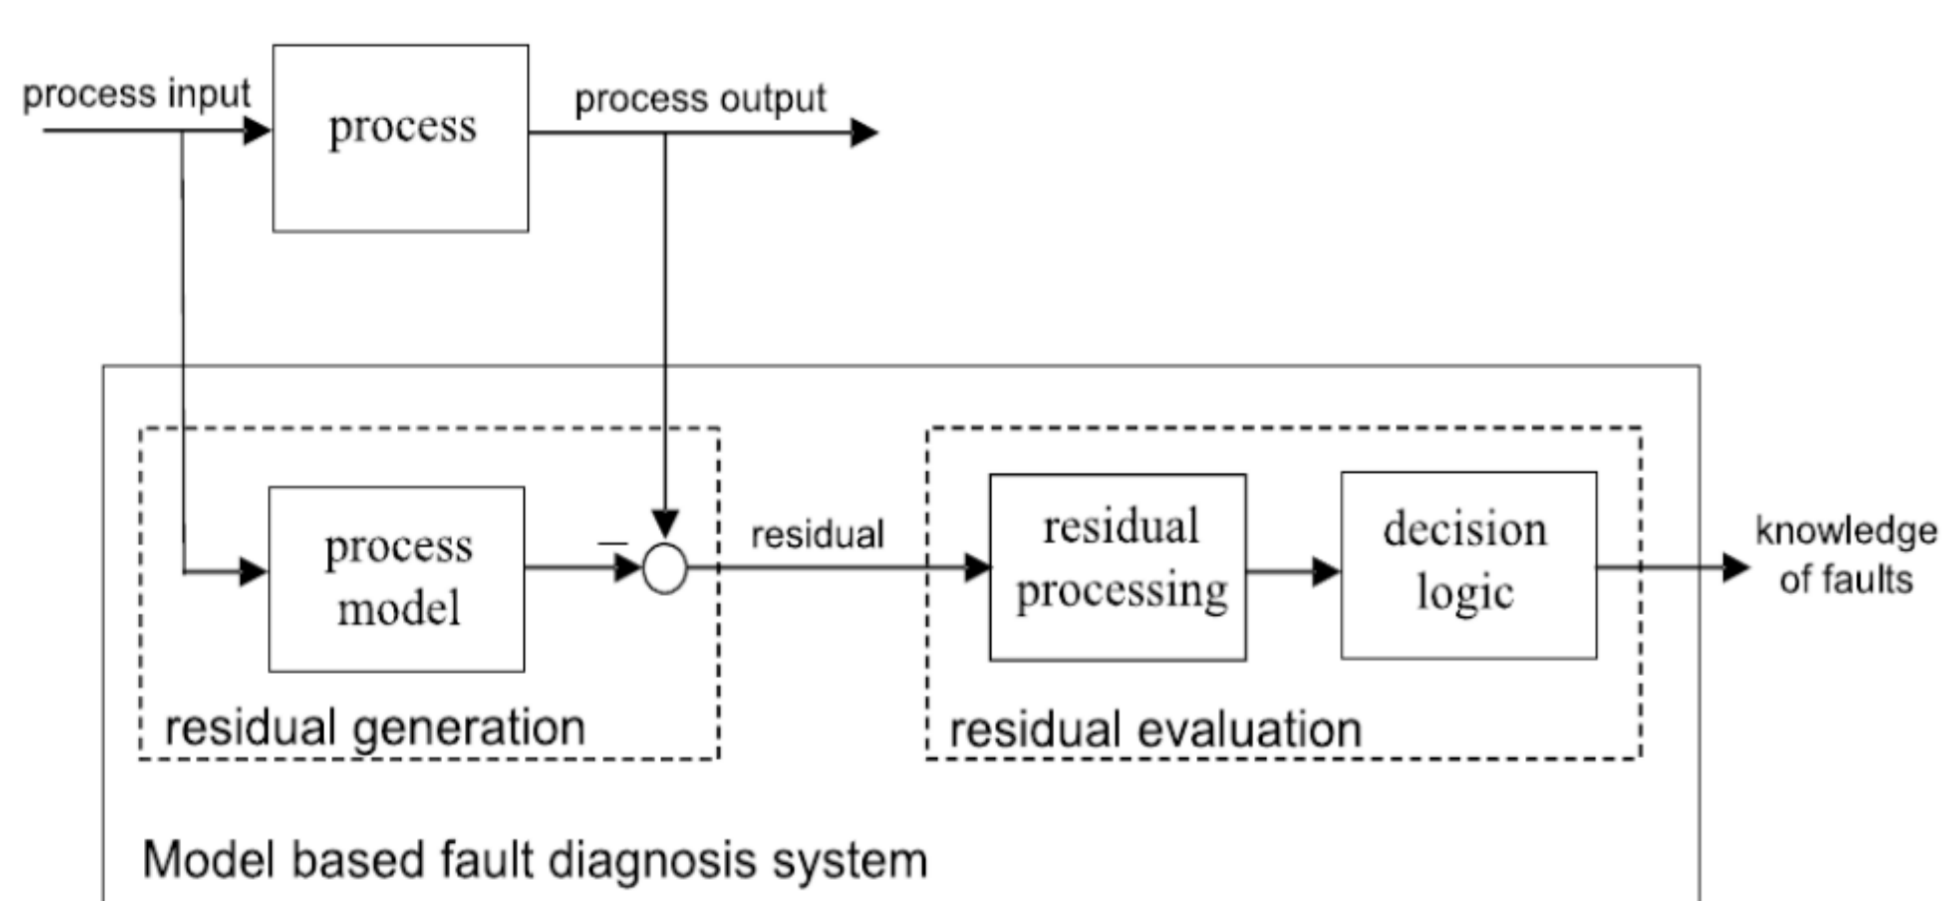 process input
process
process output
process
model
–
residual
residual
processing
decision
logic
knowledge
of faults
residual generation
residual evaluation
Model based fault diagnosis system